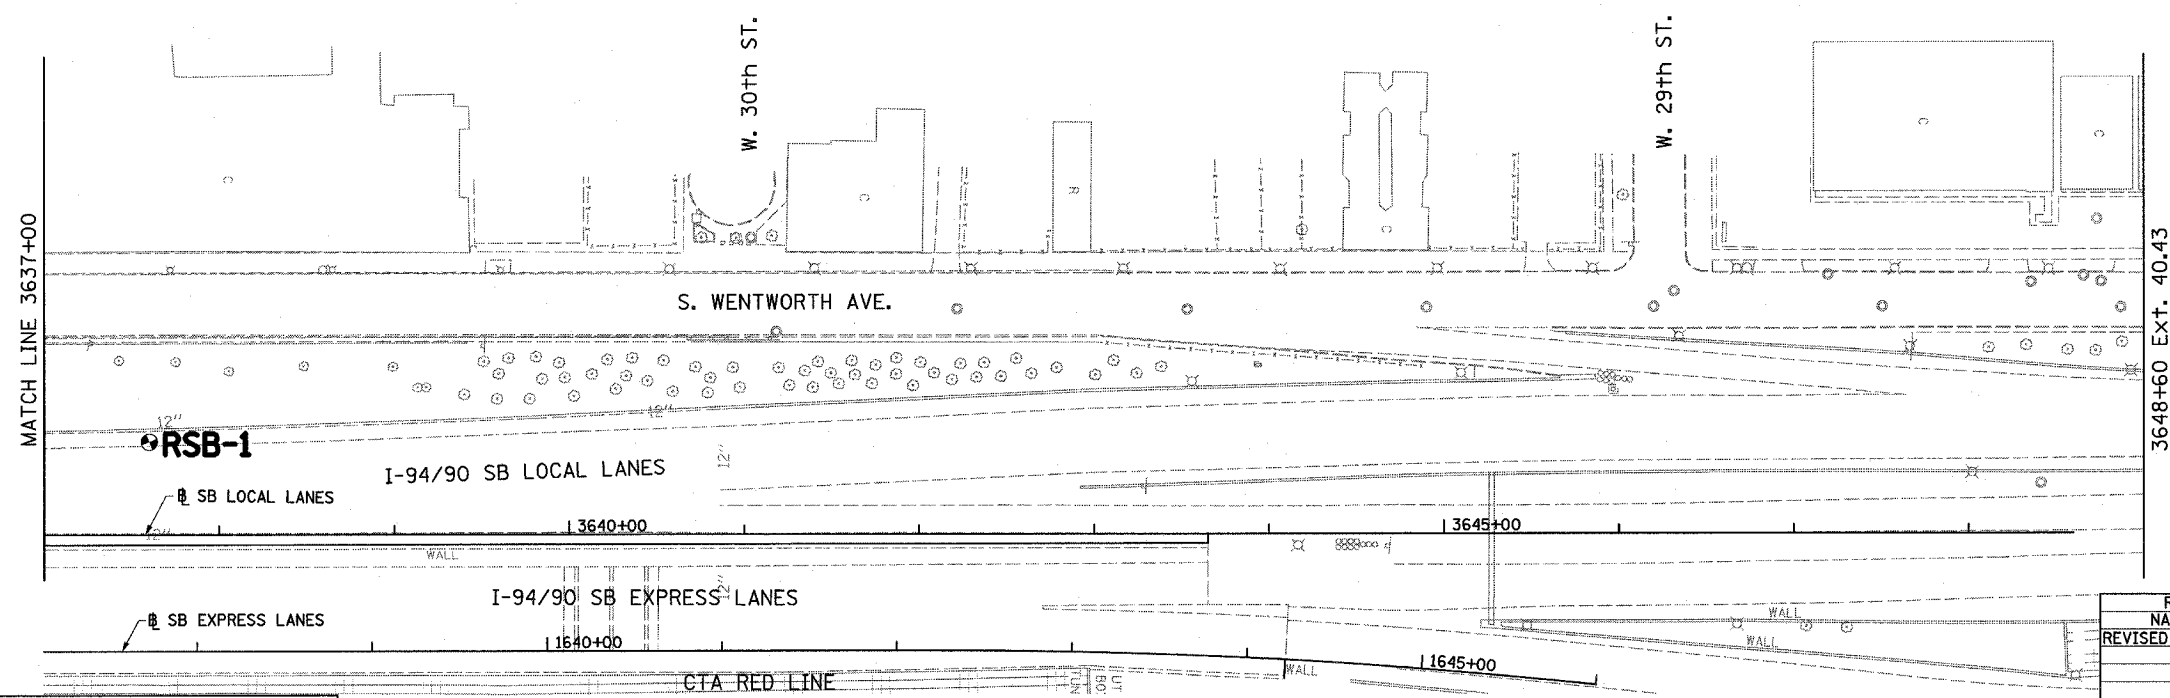 W. 30th ST.
W. 29th ST.
MATCH LINE 3637+00
3648+60 Ext. 40.43
C
C
R
C
C
C
S. WENTWORTH AVE.
12"
12"
RSB-1
12"
I-94/90 SB LOCAL LANES
B SB LOCAL LANES
12"
3640+00
3645+00
WALL
12"
I-94/90 SB EXPRESS LANES
WALL
B SB EXPRESS LANES
WALL
1640+00
1645+00
WALL
CTA RED LINE
REVISED